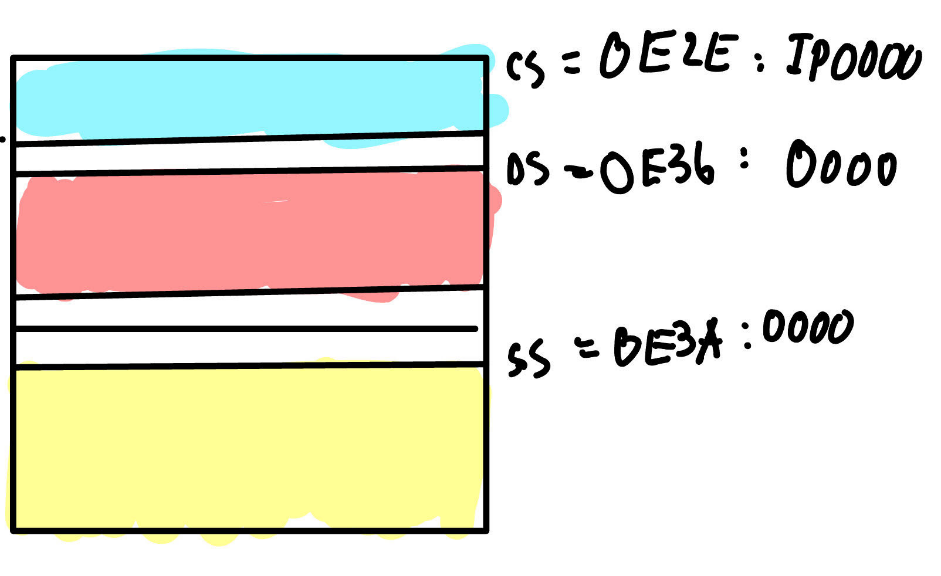 CS = 0E2E : IP0000
DS = 0E36 : 0000
SS = 0E3A : 0000